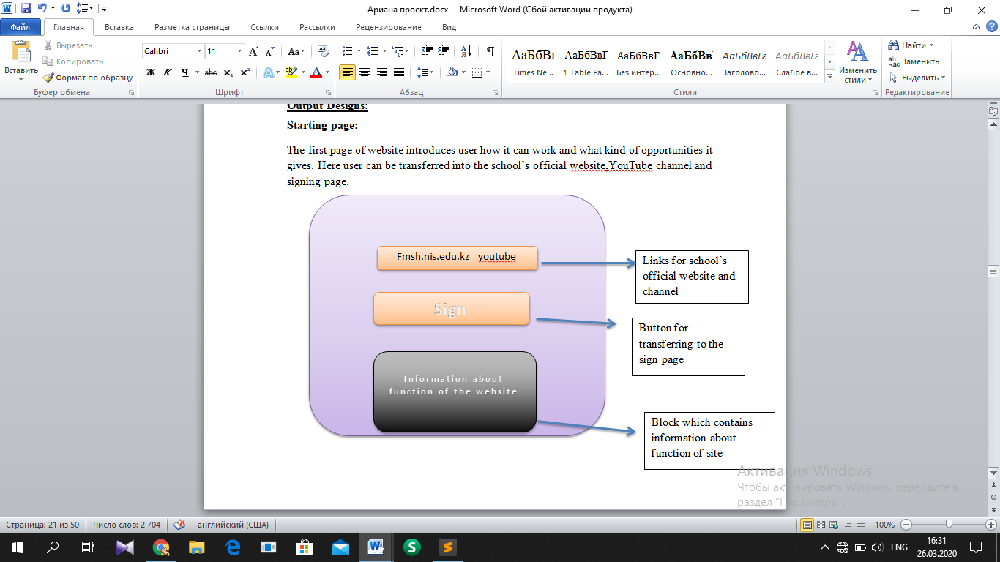 Ариана проект.docx - Microsoft Word (Сбой активации продукта)
Файл Главная Вставка Разметка страницы Ссылки Рассылки Рецензирование Вид
Вставить
Вырезать
Копировать
Формат по образцу
Буфер обмена
Calibri 11
Ж К Ч abc x₂ x²
Шрифт
Абзац
АаБбВı АаБбВвГ АаБбВвГ АаБбВв. АаБбВвГг АаБбВвГг
Times Ne... ¶ Table Pa... Без интер... Основно... Заголово... Слабое в...
Стили
Изменить
стили
Найти
Заменить
Выделить
Редактирование
Output Designs:
Starting page:
The first page of website introduces user how it can work and what kind of opportunities it
gives. Here user can be transferred into the school’s official website,YouTube channel and
signing page.
Fmsh.nis.edu.kz youtube
Links for school’s
official website and
channel
Sign
Button for
transferring to the
sign page
Information about
function of the website
Block which contains
information about
function of site
Активация Windows
Чтобы активировать Windows, перейдите в
раздел "Параметры".
Страница: 21 из 50 Число слов: 2 704 английский (США) 100%
ENG
16:31
26.03.2020